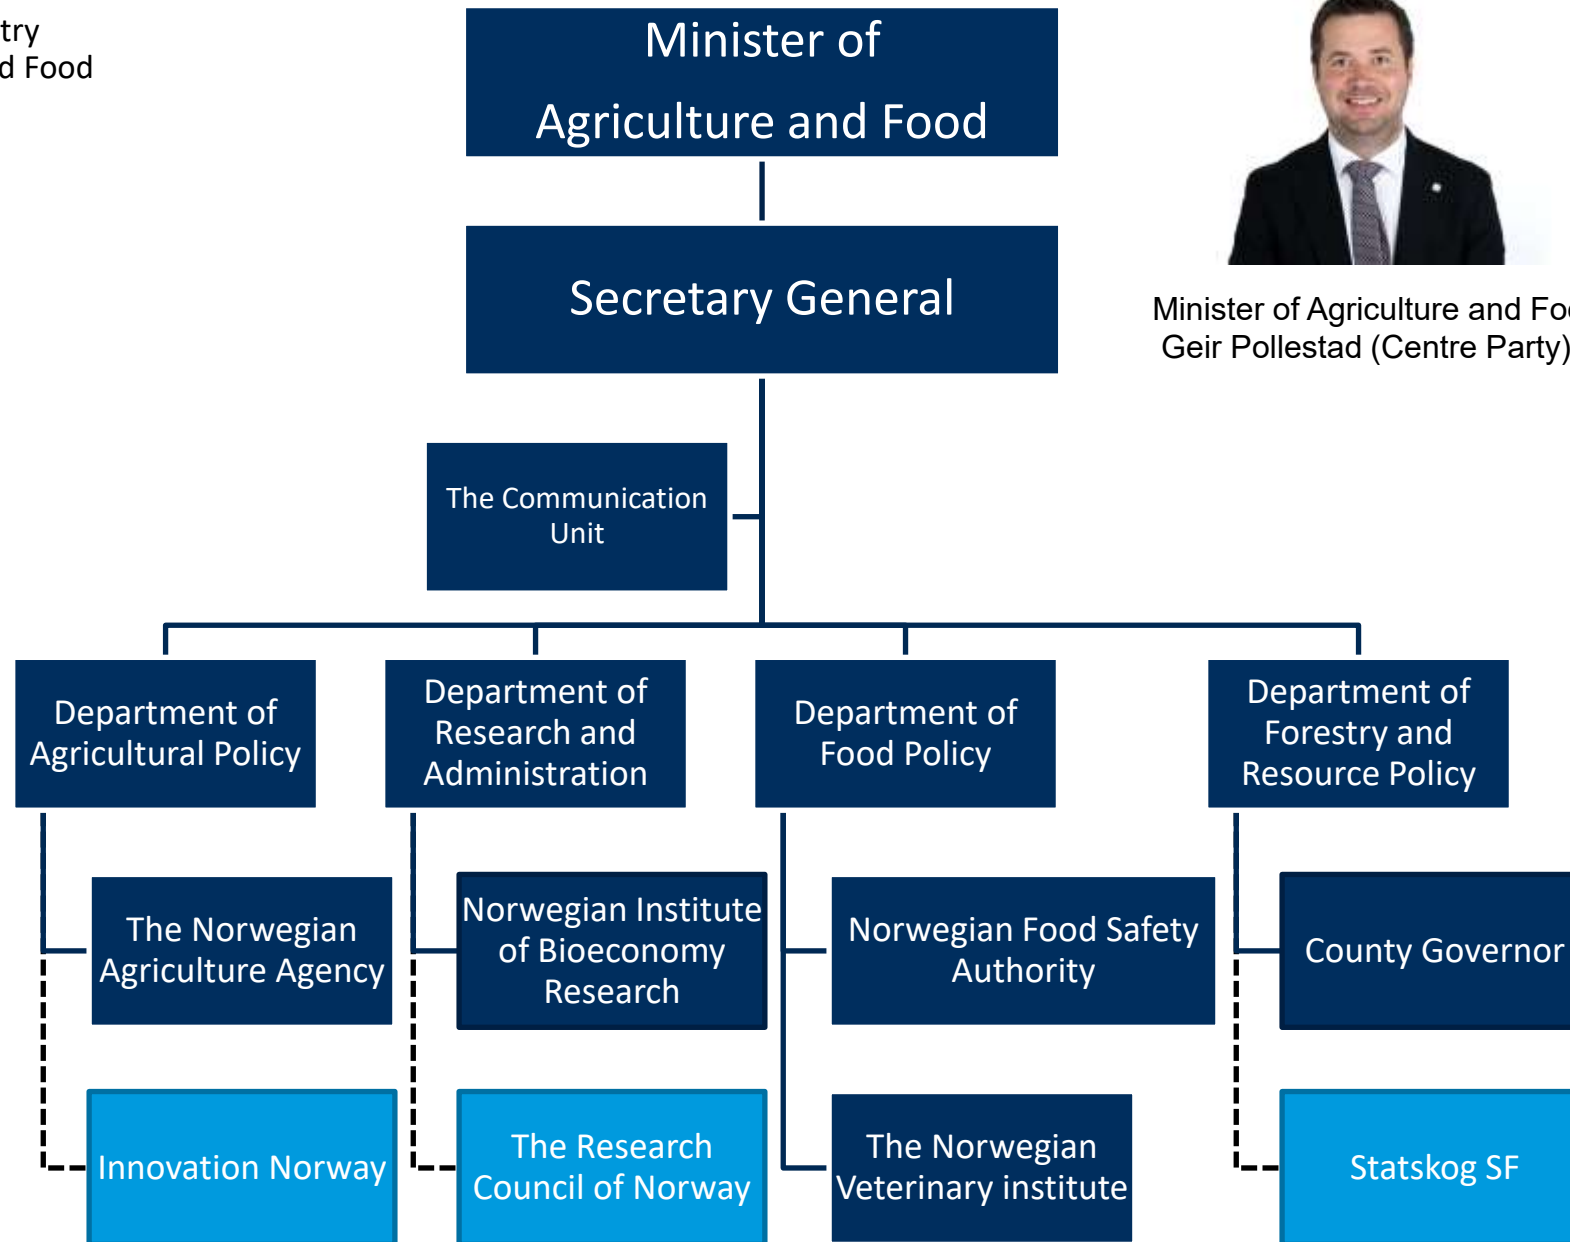 try
d Food
Minister of
Agriculture and Food
Secretary General
Minister of Agriculture and Foo
Geir Pollestad (Centre Party)
The Communication
Unit
Department of
Agricultural Policy
Department of
Research and
Administration
Department of
Food Policy
Department of
Forestry and
Resource Policy
The Norwegian
Agriculture Agency
Norwegian Institute
of Bioeconomy
Research
Norwegian Food Safety
Authority
County Governor
Innovation Norway
The Research
Council of Norway
The Norwegian
Veterinary institute
Statskog SF